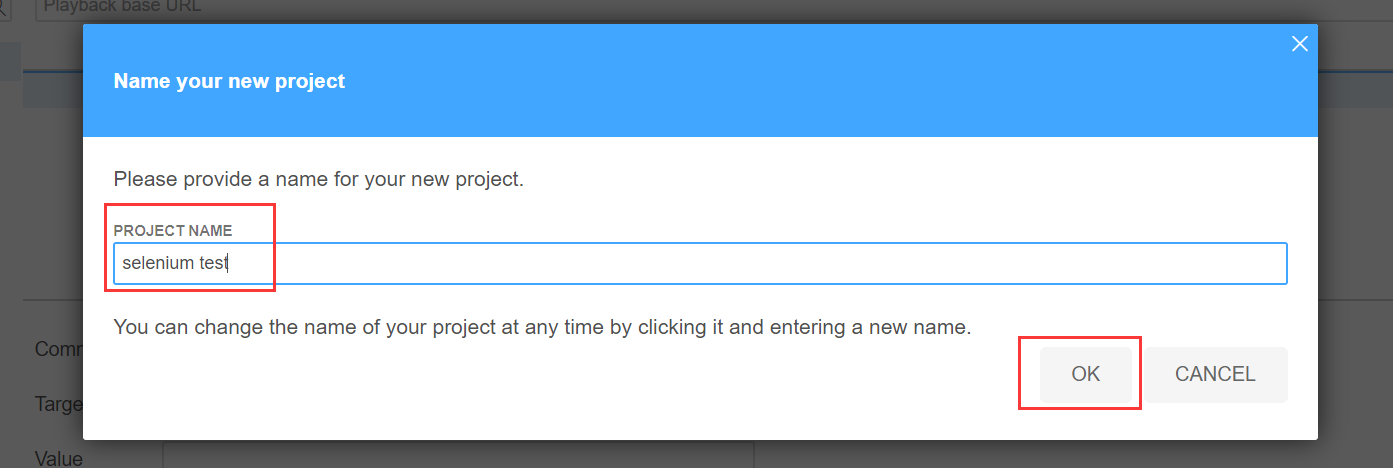 Playback base URL
Name your new project
Please provide a name for your new project.
PROJECT NAME
selenium test
You can change the name of your project at any time by clicking it and entering a new name.
OK CANCEL
Comm
Targe
Value